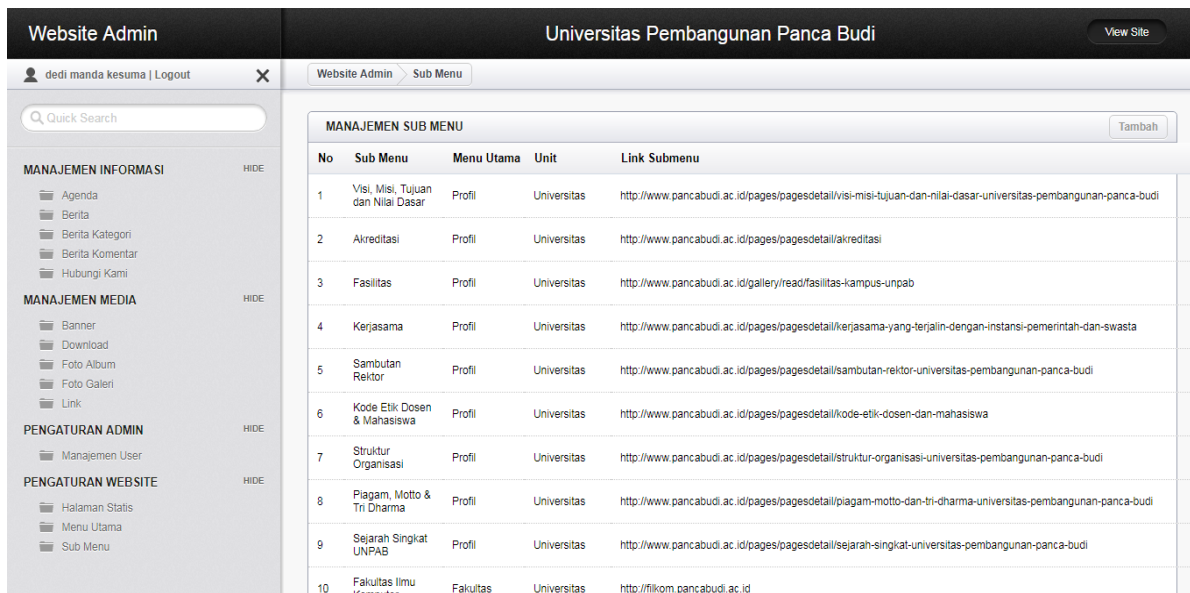 Website Admin
Universitas Pembangunan Panca Budi
View Site
dedi manda kesuma | Logout
Website Admin
Sub Menu
Quick Search
MANAJEMEN INFORMASI HIDE
Agenda
Berita
Berita Kategori
Berita Komentar
Hubungi Kami
MANAJEMEN MEDIA HIDE
Banner
Download
Foto Album
Foto Galeri
Link
PENGATURAN ADMIN HIDE
Manajemen User
PENGATURAN WEBSITE HIDE
Halaman Statis
Menu Utama
Sub Menu
MANAJEMEN SUB MENU Tambah
No Sub Menu Menu Utama Unit Link Submenu
1 Visi, Misi, Tujuan Profil Universitas http://www.pancabudi.ac.id/pages/pagesdetail/visi-misi-tujuan-dan-nilai-dasar-universitas-pembangunan-panca-budi
dan Nilai Dasar
2 Akreditasi Profil Universitas http://www.pancabudi.ac.id/pages/pagesdetail/akreditasi
3 Fasilitas Profil Universitas http://www.pancabudi.ac.id/gallery/read/fasilitas-kampus-unpab
4 Kerjasama Profil Universitas http://www.pancabudi.ac.id/pages/pagesdetail/kerjasama-yang-terjalin-dengan-instansi-pemerintah-dan-swasta
5 Sambutan Profil Universitas http://www.pancabudi.ac.id/pages/pagesdetail/sambutan-rektor-universitas-pembangunan-panca-budi
Rektor
6 Kode Etik Dosen Profil Universitas http://www.pancabudi.ac.id/pages/pagesdetail/kode-etik-dosen-dan-mahasiswa
& Mahasiswa
7 Struktur Profil Universitas http://www.pancabudi.ac.id/pages/pagesdetail/struktur-organisasi-universitas-pembangunan-panca-budi
Organisasi
8 Piagam, Motto & Profil Universitas http://www.pancabudi.ac.id/pages/pagesdetail/piagam-motto-dan-tri-dharma-universitas-pembangunan-panca-budi
Tri Dharma
9 Sejarah Singkat Profil Universitas http://www.pancabudi.ac.id/pages/pagesdetail/sejarah-singkat-universitas-pembangunan-panca-budi
UNPAB
10 Fakultas Ilmu Fakultas Universitas http://filkom.pancabudi.ac.id